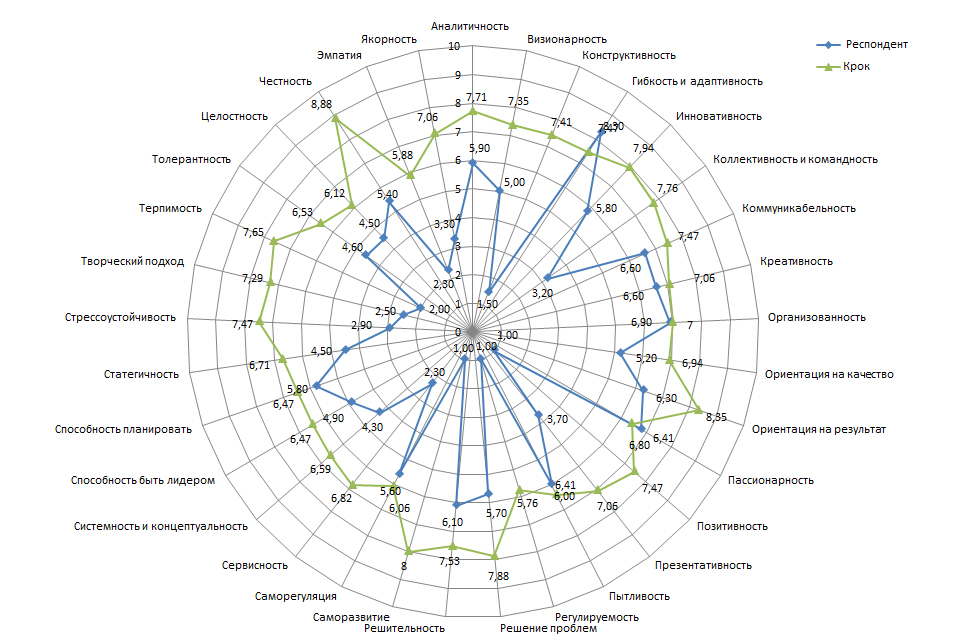 Аналитичность
Якорность
Визионарность
Эмпатия
Конструктивность
Честность
Гибкость и адаптивность
Целостность
Инновативность
Толерантность
Коллективность и командность
Терпимость
Коммуникабельность
Творческий подход
Креативность
Стрессоустойчивость
Организованность
Статегичность
Ориентация на качество
Способность планировать
Ориентация на результат
Способность быть лидером
Пассионарность
Системность и концептуальность
Позитивность
Сервисность
Презентативность
Саморегуляция
Пытливость
Саморазвитие
Регулируемость
Решительность
Решение проблем
Респондент
Крок
10
9
8
7
6
5
4
3
2
1
0
7,71
7,35
7,41
7,47
7,94
7,76
7,47
7,06
7
6,94
8,35
6,41
7,47
7,06
6,41
5,76
7,88
7,53
8
6,06
6,82
6,59
6,47
6,47
6,71
7,47
7,29
7,65
6,53
6,12
8,88
5,88
7,06
5,90
5,00
1,50
8,30
5,80
3,20
6,60
6,60
6,90
5,20
6,30
6,80
1,00
3,70
6,00
1,00
5,70
6,10
1,00
5,60
2,30
4,30
4,90
5,80
4,50
2,90
2,50
2,00
4,60
4,50
5,40
2,30
3,30